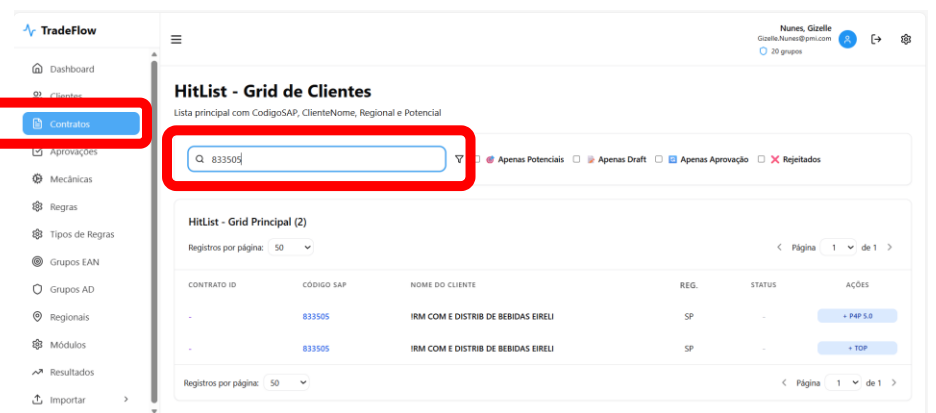 TradeFlow
Nunes, Gizelle
Gizelle.Nunes@pmi.com
20 grupos
Dashboard
Clientes
Contratos
Aprovações
Mecânicas
Regras
Tipos de Regras
Grupos EAN
Grupos AD
Regionais
Módulos
Resultados
Importar
HitList - Grid de Clientes
Lista principal com CodigoSAP, ClienteNome, Regional e Potencial
833505
Apenas Potenciais
Apenas Draft
Apenas Aprovação
Rejeitados
HitList - Grid Principal (2)
Registros por página: 50
Página 1 de 1
CONTRATO ID CODIGO SAP NOME DO CLIENTE REG. STATUS AÇÕES
- 833505 !RM COM E DISTRIB DE BEBIDAS EIRELI SP - + P4P 5.0
- 833505 !RM COM E DISTRIB DE BEBIDAS EIRELI SP - + TOP
Registros por página: 50
Página 1 de 1